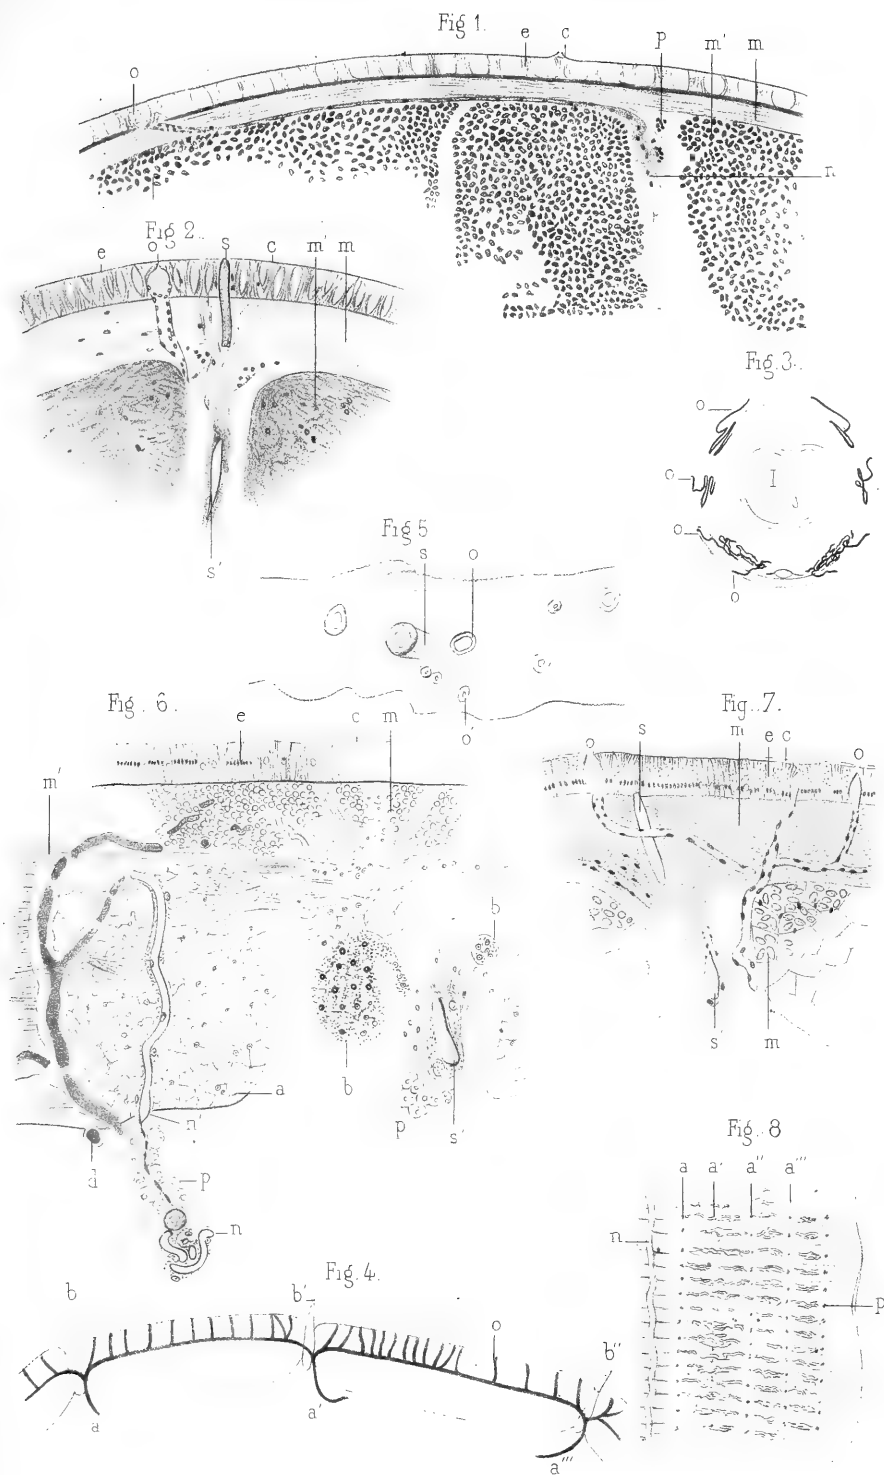 Fig 1.
o
e
c
p
m'
m
n
Fig 2.
e
o
s
c
m'
m
s'
Fig. 3.
o
o
I
o
o
Fig 5
s
o
o'
Fig. 6.
e
c
m
m'
b
b
a
n'
d
p
p
s'
n
Fig. 7.
o
s
m
e
c
o
s
m
Fig. 8
a
a'
a''
a'''
n
p
Fig. 4.
b
b'
o
b''
a
a'
a'''